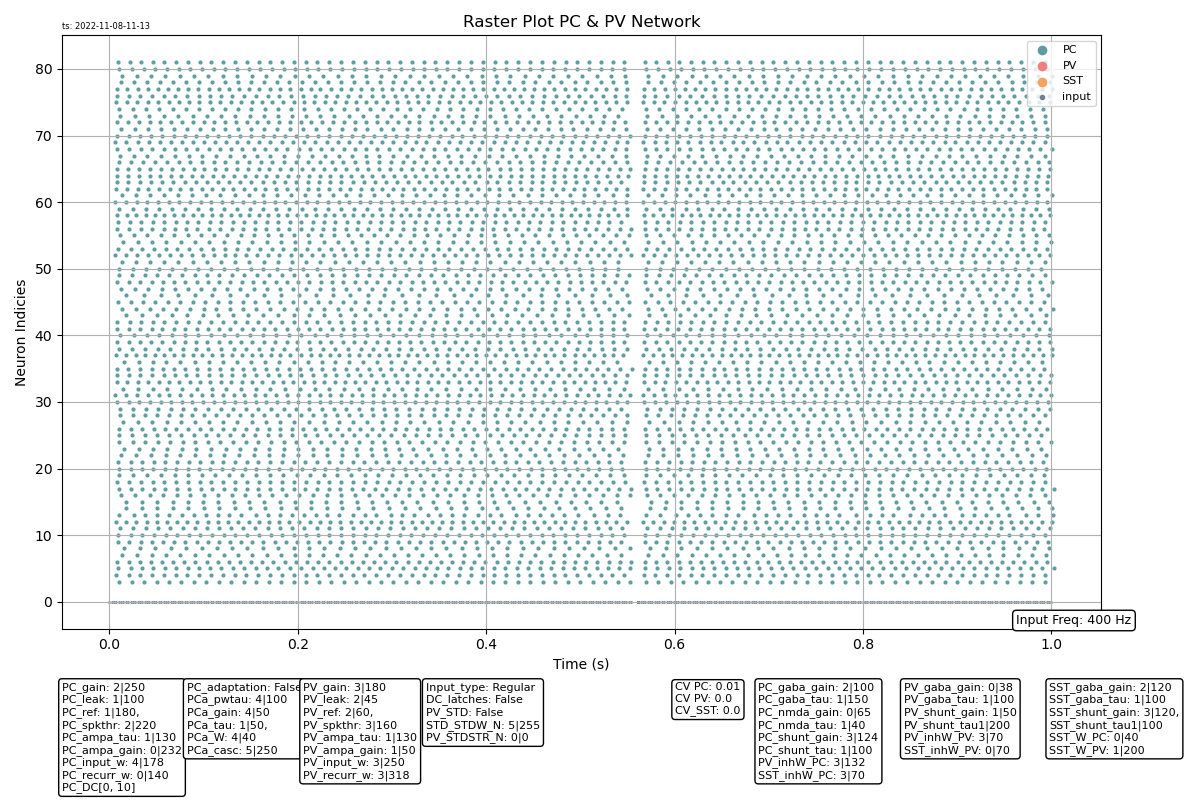 ts: 2022-11-08-11-13
Raster Plot PC & PV Network
PC
PV
SST
input
80
70
60
50
40
30
20
10
0
Neuron Indicies
0.0 0.2 0.4 0.6 0.8 1.0
Time (s)
Input Freq: 400 Hz
PC_gain: 2|250
PC_leak: 1|100
PC_ref: 1|180,
PC_spkthr: 2|220
PC_ampa_tau: 1|130
PC_ampa_gain: 0|232
PC_input_w: 4|178
PC_recurr_w: 0|140
PC_DC[0, 10]
PC_adaptation: False
PCa_pwtau: 4|100
PCa_gain: 4|50
PCa_tau: 1|50,
PCa_W: 4|40
PCa_casc: 5|250
PV_gain: 3|180
PV_leak: 2|45
PV_ref: 2|60,
PV_spkthr: 3|160
PV_ampa_tau: 1|130
PV_ampa_gain: 1|50
PV_input_w: 3|250
PV_recurr_w: 3|318
Input_type: Regular
DC_latches: False
PV_STD: False
STD_STDW_N: 5|255
PV_STDSTR_N: 0|0
CV PC: 0.01
CV PV: 0.0
CV_SST: 0.0
PC_gaba_gain: 2|100
PC_gaba_tau: 1|150
PC_nmda_gain: 0|65
PC_nmda_tau: 1|40
PC_shunt_gain: 3|124
PC_shunt_tau: 1|100
PV_inhW_PC: 3|132
SST_inhW_PC: 3|70
PV_gaba_gain: 0|38
PV_gaba_tau: 1|100
PV_shunt_gain: 1|50
PV_shunt_tau1|200
PV_inhW_PV: 3|70
SST_inhW_PV: 0|70
SST_gaba_gain: 2|120
SST_gaba_tau: 1|100
SST_shunt_gain: 3|120,
SST_shunt_tau1|100
SST_W_PC: 0|40
SST_W_PV: 1|200